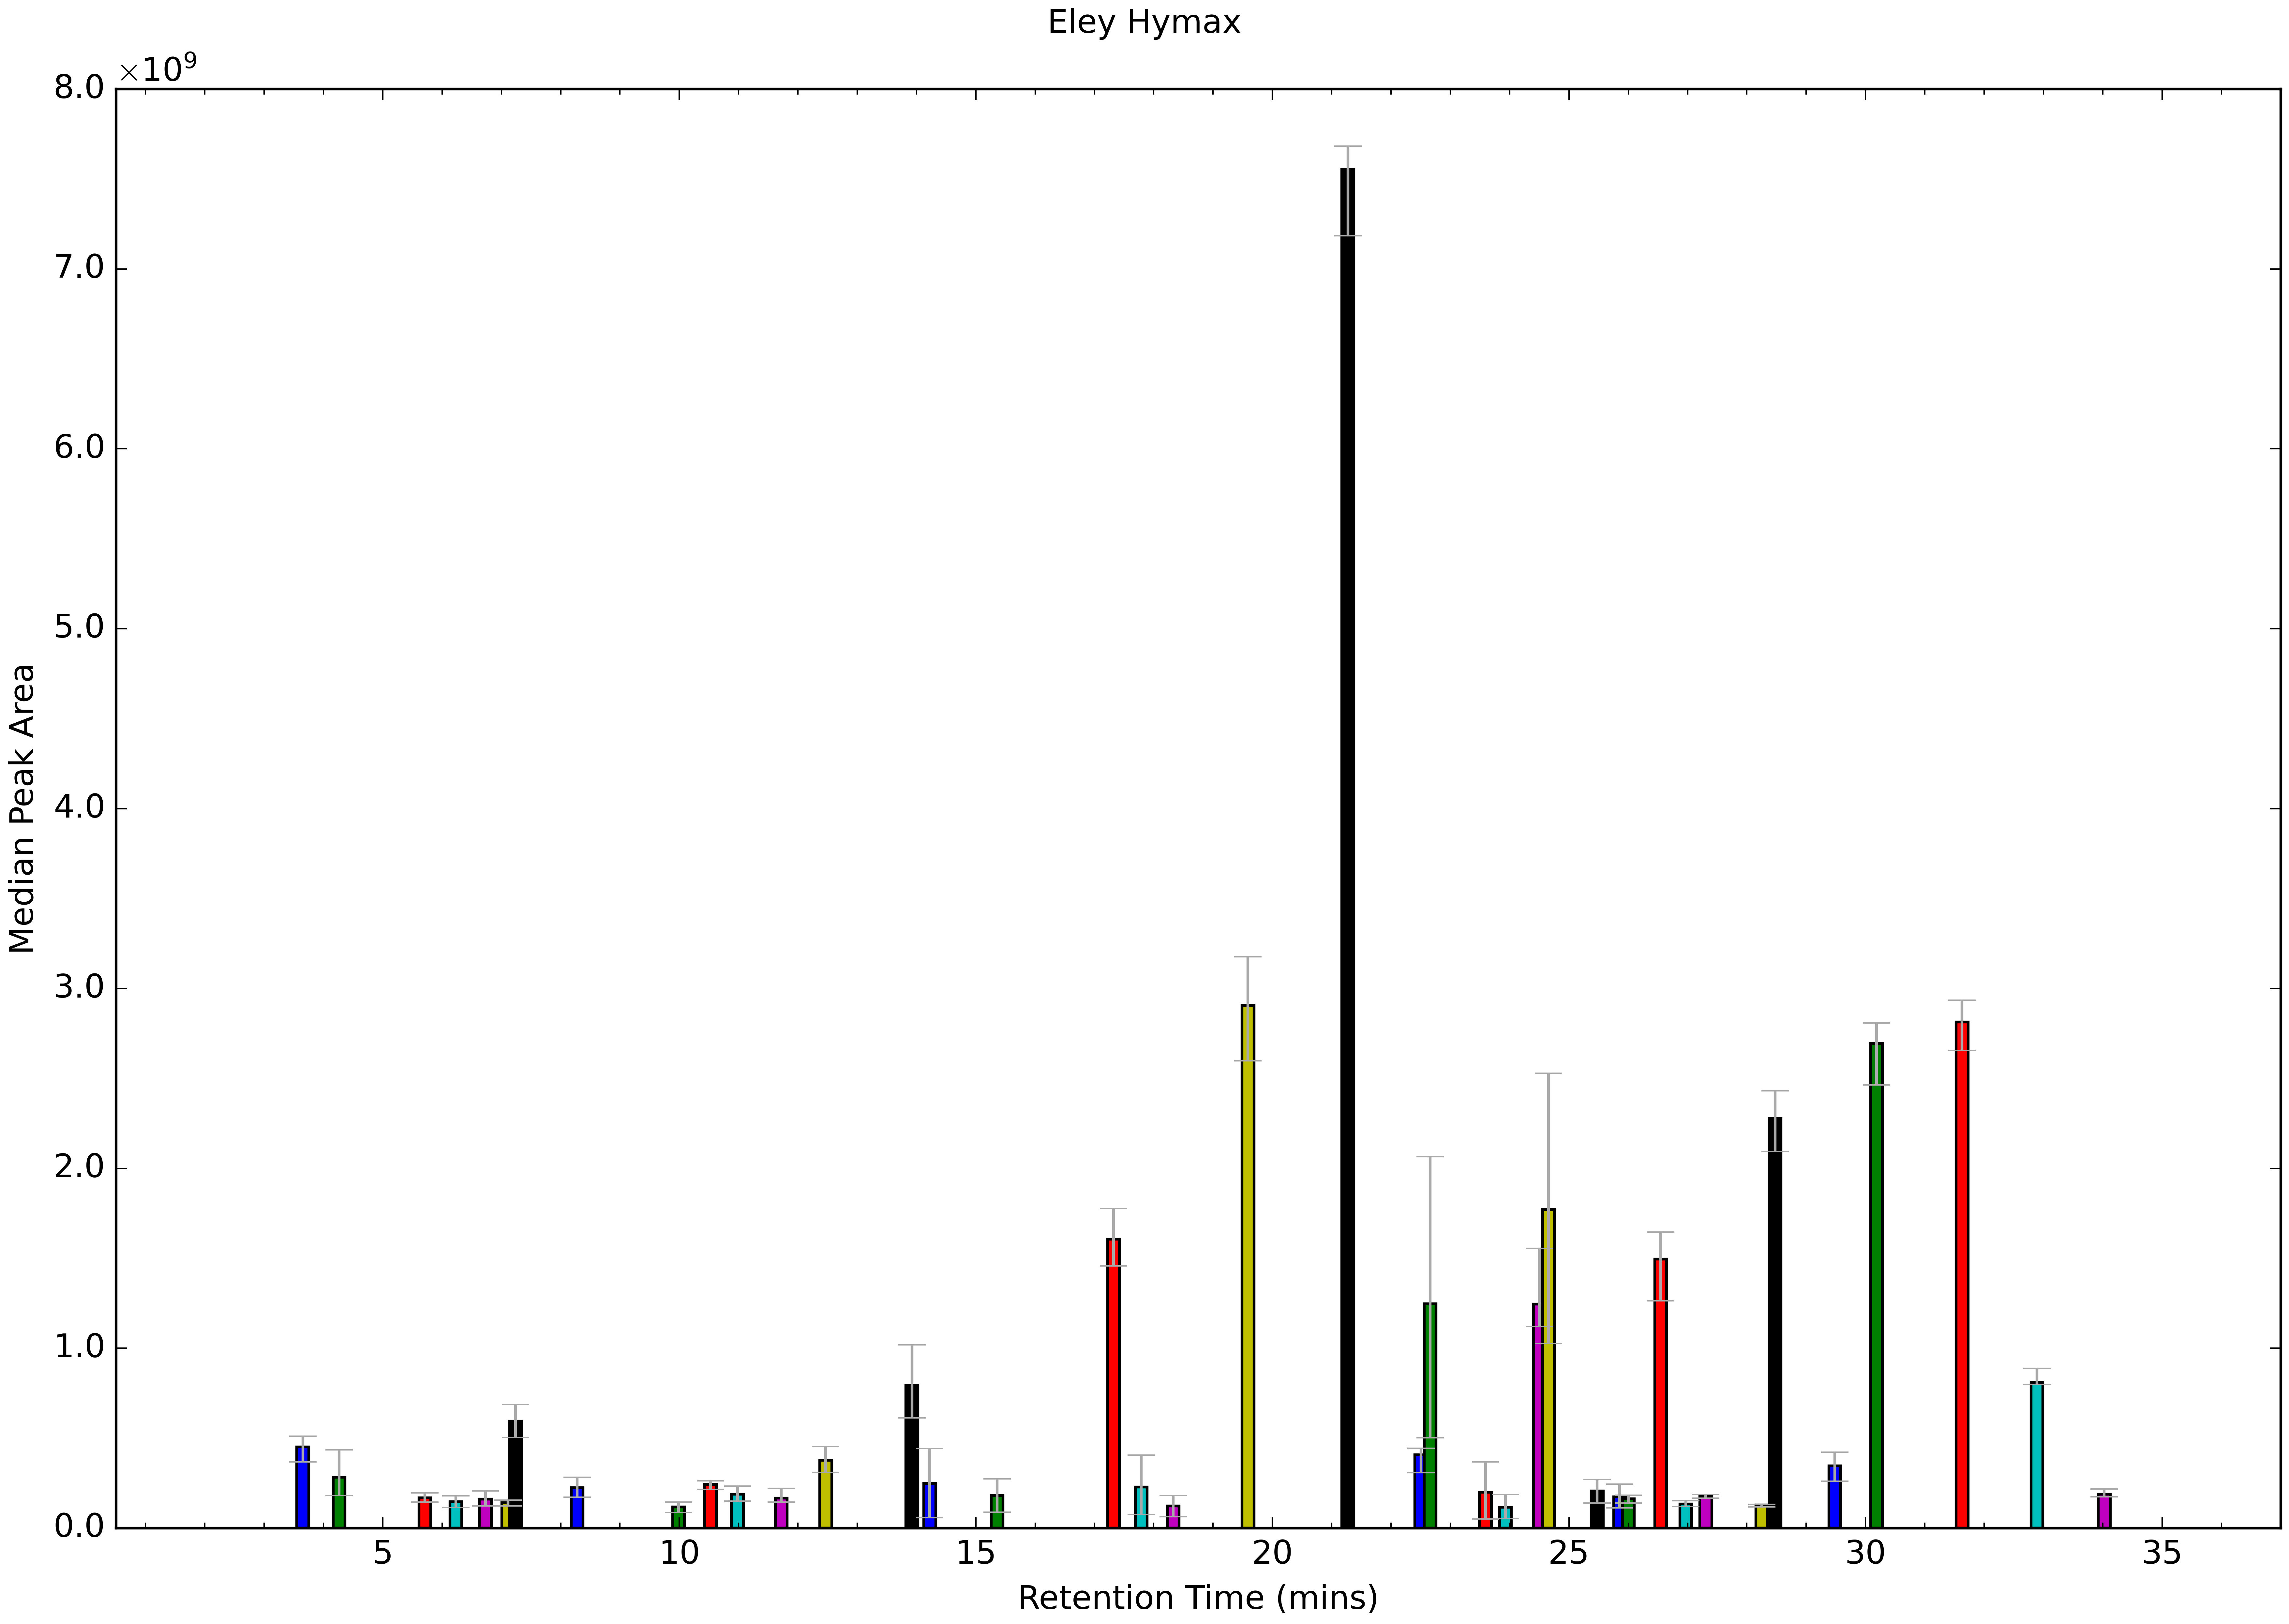 Eley Hymax
×10⁹
8.0
7.0
6.0
5.0
4.0
3.0
2.0
1.0
0.0
Median Peak Area
5 10 15 20 25 30 35
Retention Time (mins)